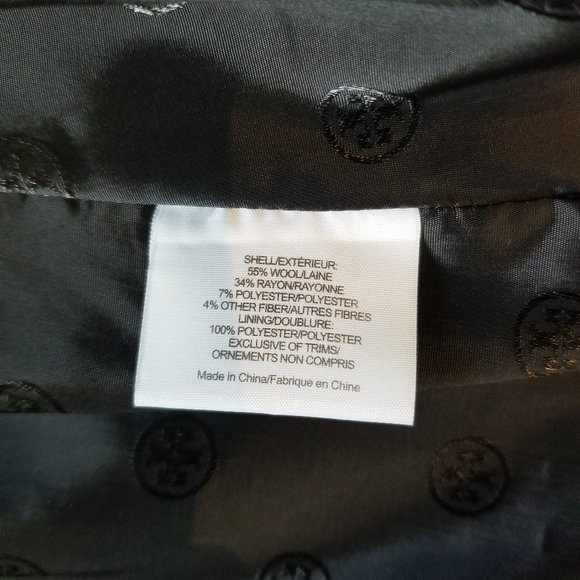 SHELL/EXTÉRIEUR:
55% WOOL/LAINE
34% RAYON/RAYONNE
7% POLYESTER/POLYESTER
4% OTHER FIBER/AUTRES FIBRES
LINING/DOUBLURE:
100% POLYESTER/POLYESTER
EXCLUSIVE OF TRIMS/
ORNEMENTS NON COMPRIS
Made in China/Fabrique en Chine